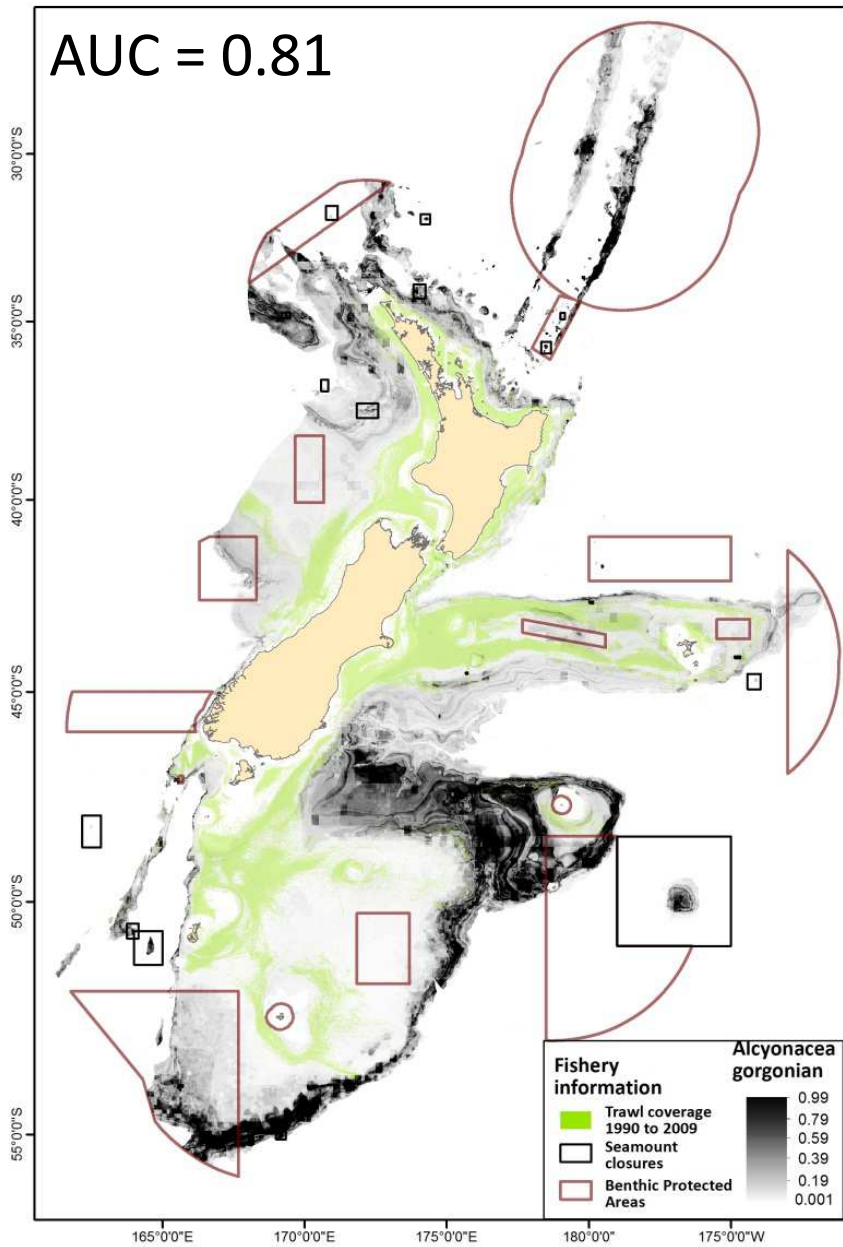 AUC = 0.81
30°0'0"S
35°0'0"S
40°0'0"S
45°0'0"S
50°0'0"S
55°0'0"S
Fishery
information
Trawl coverage
1990 to 2009
Seamount
closures
Benthic Protected
Areas
Alcyonacea
gorgonian
0.99
0.79
0.59
0.39
0.19
0.001
165°0'0"E
170°0'0"E
175°0'0"E
180°0'0"
175°0'0"W